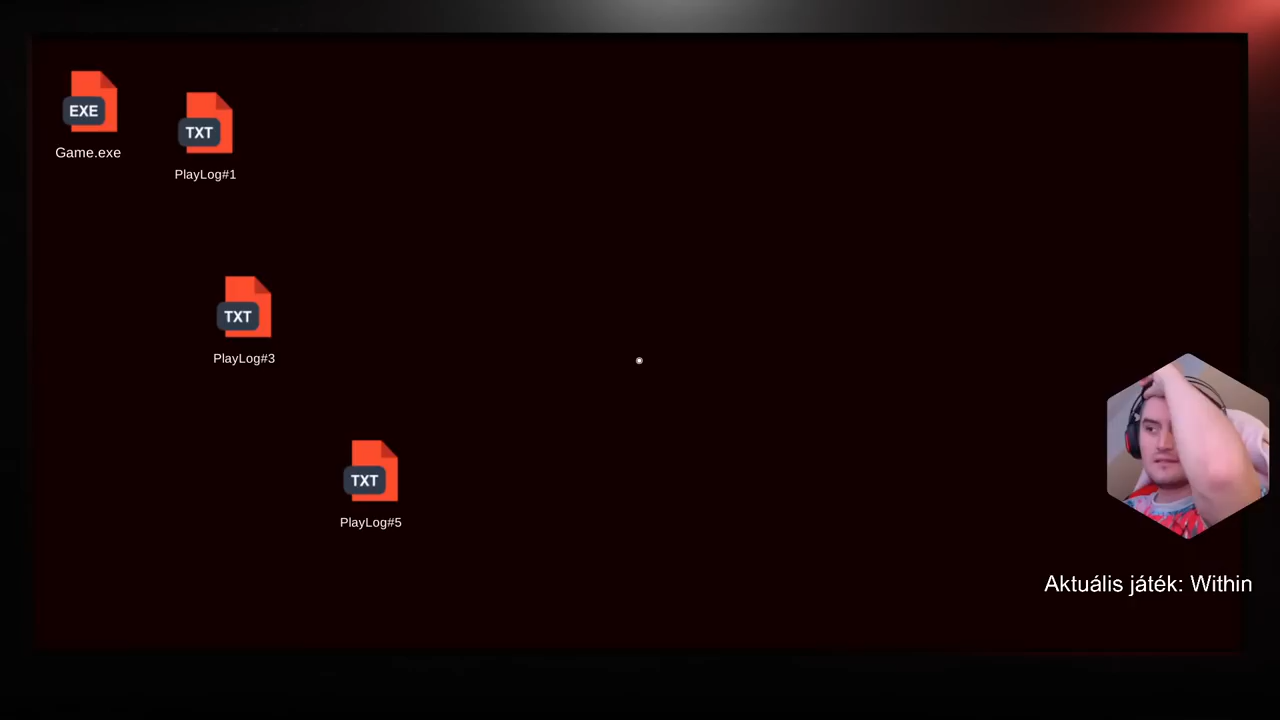 EXE
Game.exe
TXT
PlayLog#1
TXT
PlayLog#3
TXT
PlayLog#5
Aktuális játék: Within